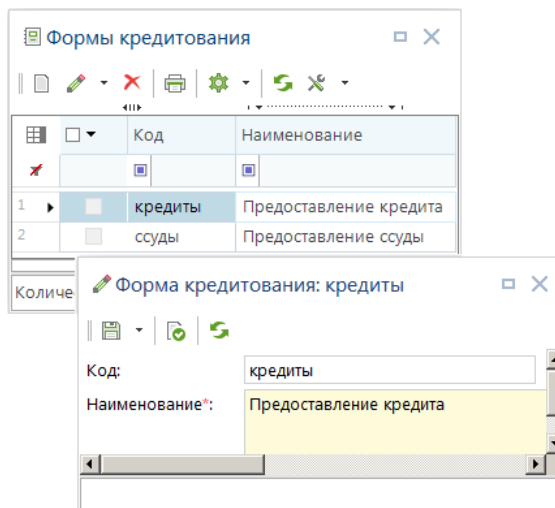 Формы кредитования
Код Наименование
1 кредиты Предоставление кредита
2 ссуды Предоставление ссуды
Количе
Форма кредитования: кредиты
Код: кредиты
Наименование*: Предоставление кредита